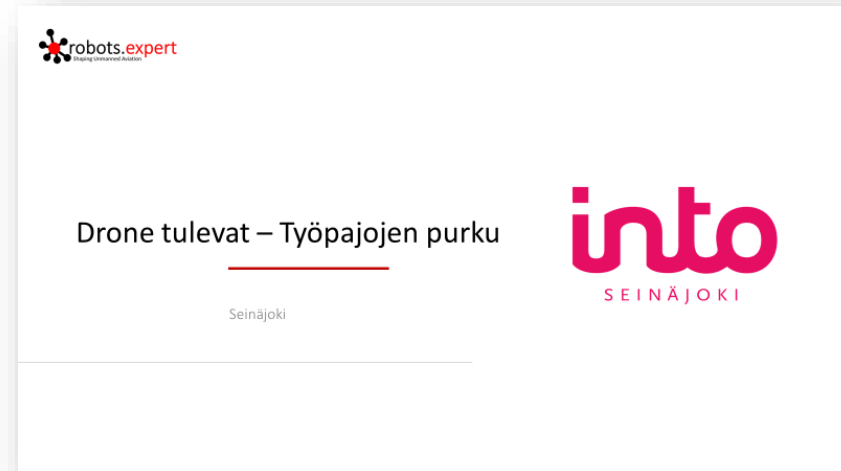 robots.expert
Shaping Unmanned Aviation
Drone tulevat – Työpajojen purku
Seinäjoki
into
SEINÄJOKI